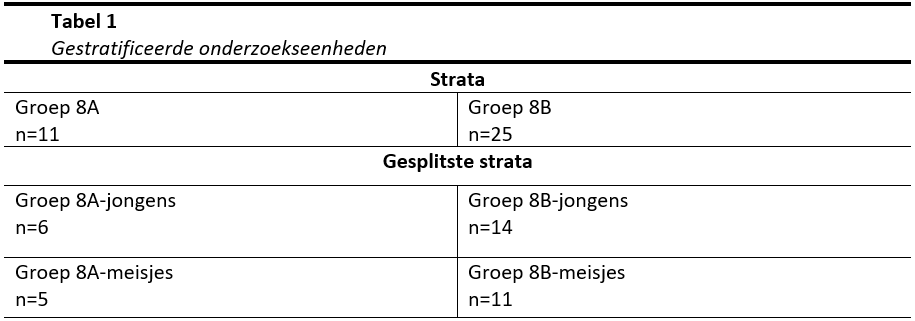 Tabel 1
Gestratificeerde onderzoekseenheden
Strata
Groep 8A
n=11
Groep 8B
n=25
Gesplitste strata
Groep 8A-jongens
n=6
Groep 8B-jongens
n=14
Groep 8A-meisjes
n=5
Groep 8B-meisjes
n=11